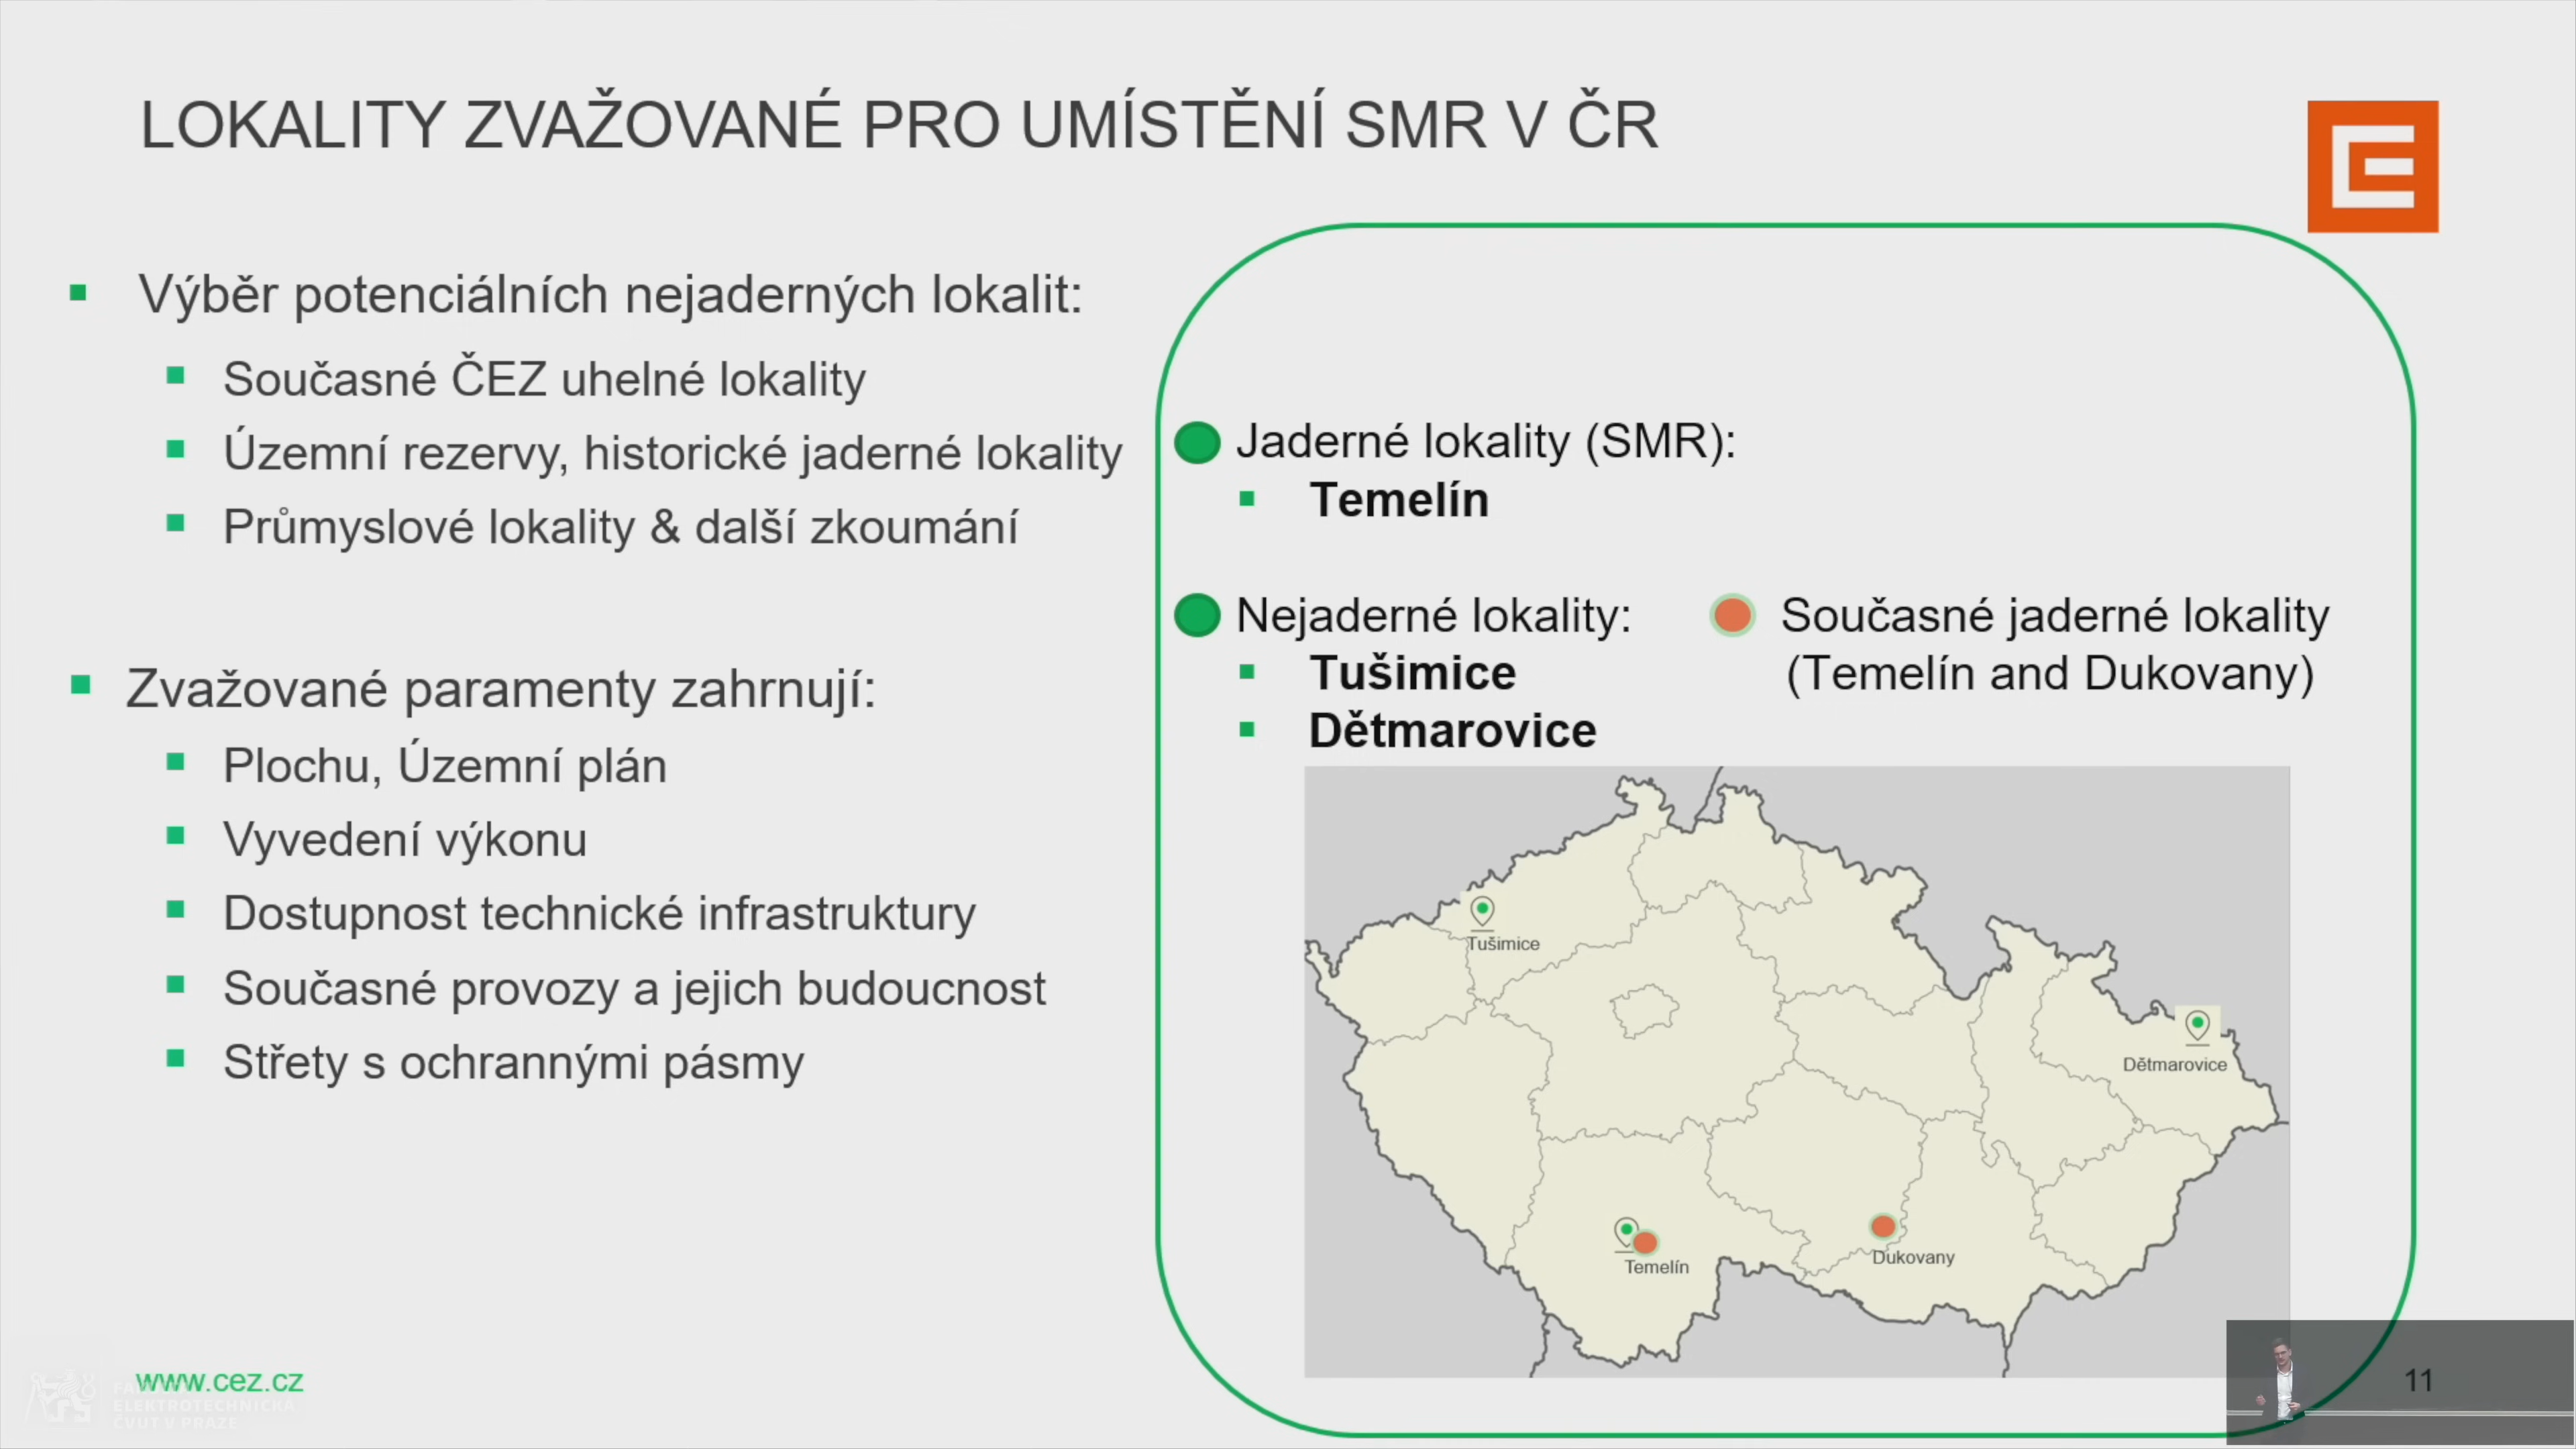 LOKALITY ZVAŽOVANÉ PRO UMÍSTĚNÍ SMR V ČR
Výběr potenciálních nejaderných lokalit:
Současné ČEZ uhelné lokality
Územní rezervy, historické jaderné lokality
Průmyslové lokality & další zkoumání
Zvažované paramenty zahrnují:
Plochu, Územní plán
Vyvedení výkonu
Dostupnost technické infrastruktury
Současné provozy a jejich budoucnost
Střety s ochrannými pásmy
Jaderné lokality (SMR):
Temelín
Nejaderné lokality:
Tušimice
Dětmarovice
Současné jaderné lokality
(Temelín and Dukovany)
Tušimice
Dětmarovice
Temelín
Dukovany
www.cez.cz
ELEKTROTECHNICKÁ
ČVUT V PRAZE
11